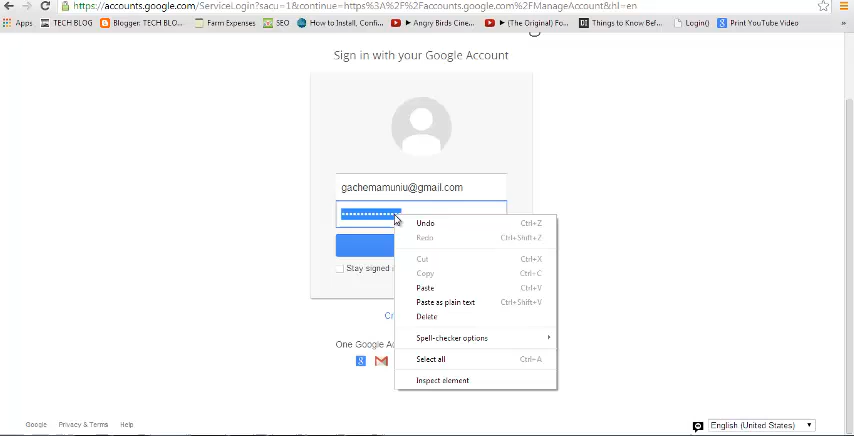 https://accounts.google.com/ServiceLogin?sacu=1&continue=https%3A%2F%2Faccounts.google.com%2FManageAccount&hl=en
Apps TECH BLOG Blogger: TECH BLO... Farm Expenses SEO How to Install, Confi... ► Angry Birds Cine... ► (The Original) Fo... DI Things to Know Bef... Login() 8 Print YouTube Video »
Sign in with your Google Account
gachemamuniu@gmail.com
Undo Ctrl+Z
Redo Ctrl+Shift+Z
Cut Ctrl+X
Copy Ctrl+C
Paste Ctrl+V
Paste as plain text Ctrl+Shift+V
Delete
Spell-checker options
Select all Ctrl+A
Inspect element
Stay signed
One Google
8
Google Privacy & Terms Help
English (United States)